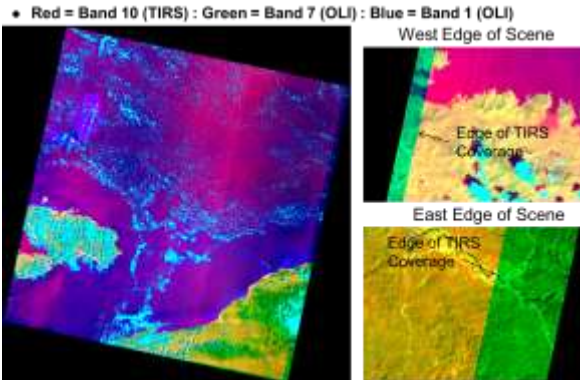 • Red = Band 10 (TIRS) : Green = Band 7 (OLI) : Blue = Band 1 (OLI)
West Edge of Scene
Edge of TIRS
Coverage
East Edge of Scene
Edge of TIRS
Coverage